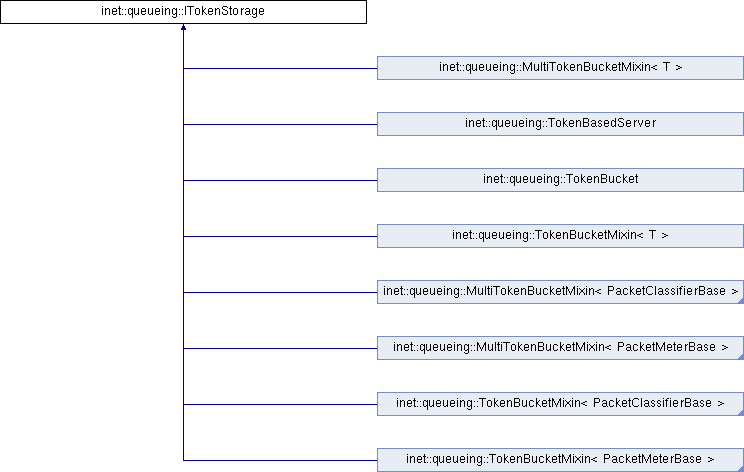 inet::queueing::ITokenStorage
inet::queueing::MultiTokenBucketMixin< T >
inet::queueing::TokenBasedServer
inet::queueing::TokenBucket
inet::queueing::TokenBucketMixin< T >
inet::queueing::MultiTokenBucketMixin< PacketClassifierBase >
inet::queueing::MultiTokenBucketMixin< PacketMeterBase >
inet::queueing::TokenBucketMixin< PacketClassifierBase >
inet::queueing::TokenBucketMixin< PacketMeterBase >